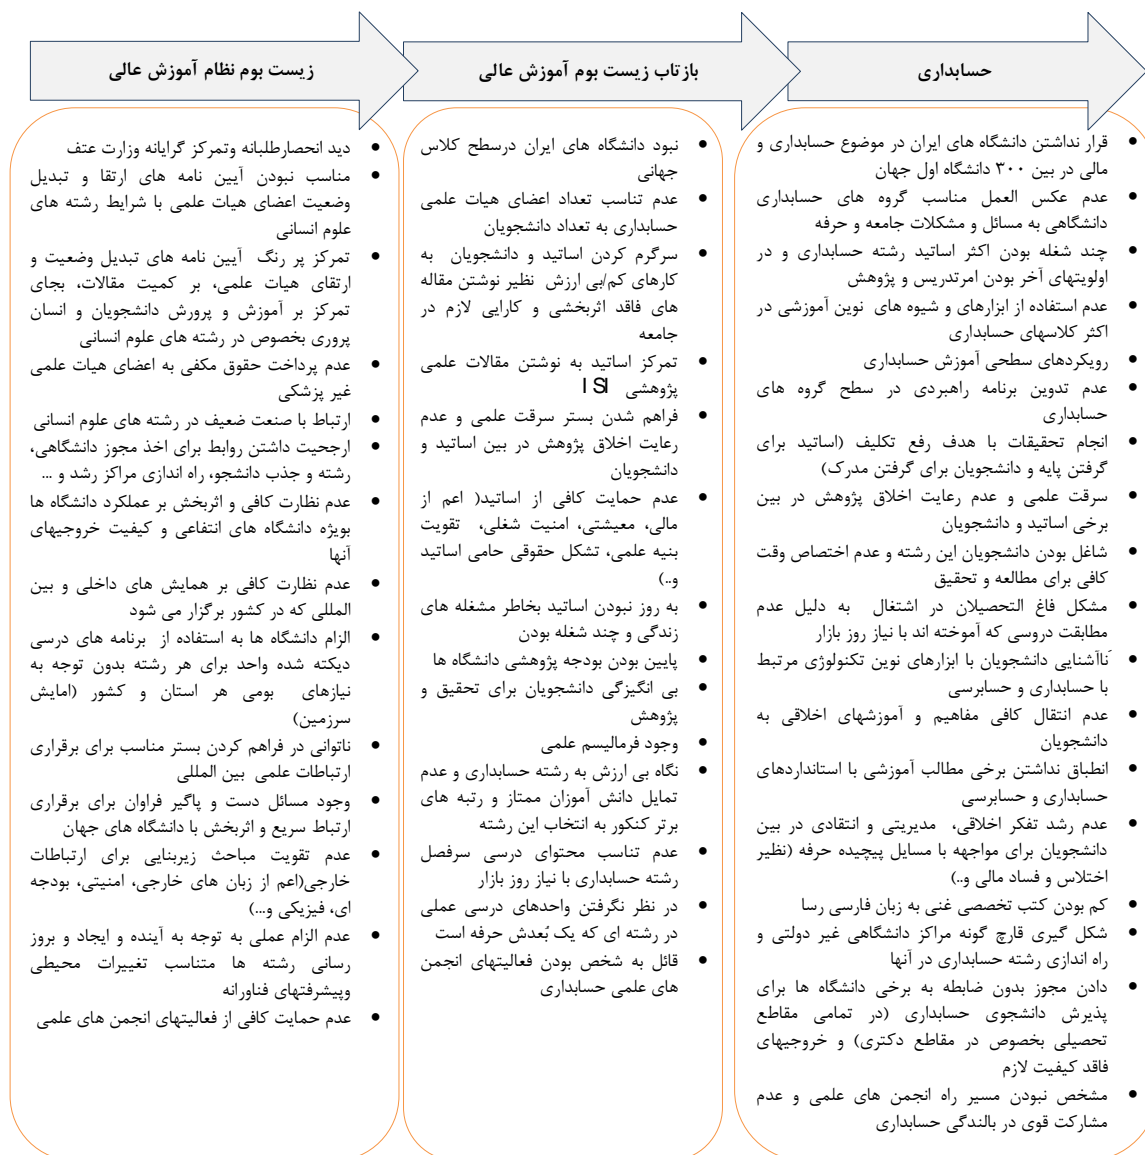 حسابداری
قرار نداشتن دانشگاه های ایران در موضوع حسابداری و
مالی در بین ۳۰۰ دانشگاه اول جهان
عدم عکس العمل مناسب گروه های حسابداری
دانشگاهی به مسائل و مشکلات جامعه و حرفه
چند شغله بودن اکثر اساتید رشته حسابداری و در
اولویتهای آخر بودن امرتدریس و پژوهش
عدم استفاده از ابزارهای و شیوه های نوین آموزشی در
اکثر کلاسهای حسابداری
رویکردهای سطحی آموزش حسابداری
عدم تدوین برنامه راهبردی در سطح گروه های
حسابداری
انجام تحقیقات با هدف رفع تکلیف (اساتید برای
گرفتن پایه و دانشجویان برای گرفتن مدرک)
سرقت علمی و عدم رعایت اخلاق پژوهش در بین
برخی اساتید و دانشجویان
شاغل بودن دانشجویان این رشته و عدم اختصاص وقت
کافی برای مطالعه و تحقیق
مشکل فاغ التحصیلان در اشتغال به دلیل عدم
مطابقت دروسی که آموخته اند با نیاز روز بازار
ناآشنایی دانشجویان با ابزارهای نوین تکنولوژی مرتبط
با حسابداری و حسابرسی
عدم انتقال کافی مفاهیم و آموزشهای اخلاقی به
دانشجویان
انطباق نداشتن برخی مطالب آموزشی با استانداردهای
حسابداری و حسابرسی
عدم رشد تفکر اخلاقی، مدیریتی و انتقادی در بین
دانشجویان برای مواجهه با مسایل پیچیده حرفه (نظیر
اختلاس و فساد مالی و..)
کم بودن کتب تخصصی غنی به زبان فارسی رسا
شکل گیری قارچ گونه مراکز دانشگاهی غیر دولتی و
راه اندازی رشته حسابداری در آنها
دادن مجوز بدون ضابطه به برخی دانشگاه ها برای
پذیرش دانشجوی حسابداری (در تمامی مقاطع
تحصیلی بخصوص در مقاطع دکتری) و خروجیهای
فاقد کیفیت لازم
مشخص نبودن مسیر راه انجمن های علمی و عدم
مشارکت قوی در بالندگی حسابداری
بازتاب زیست بوم آموزش عالی
نبود دانشگاه های ایران درسطح کلاس
جهانی
عدم تناسب تعداد اعضای هیات علمی
حسابداری به تعداد دانشجویان
سرگرم کردن اساتید و دانشجویان به
کارهای کم/بی ارزش نظیر نوشتن مقاله
های فاقد اثربخشی و کارایی لازم در
جامعه
تمرکز اساتید به نوشتن مقالات علمی
پژوهشی ISI
فراهم شدن بستر سرقت علمی و عدم
رعایت اخلاق پژوهش در بین اساتید و
دانشجویان
عدم حمایت کافی از اساتید( اعم از
مالی، معیشتی، امنیت شغلی، تقویت
بنیه علمی، تشکل حقوقی حامی اساتید
و..)
به روز نبودن اساتید بخاطر مشغله های
زندگی و چند شغله بودن
پایین بودن بودجه پژوهشی دانشگاه ها
بی انگیزگی دانشجویان برای تحقیق و
پژوهش
وجود فرمالیسم علمی
نگاه بی ارزش به رشته حسابداری و عدم
تمایل دانش آموزان ممتاز و رتبه های
برتر کنکور به انتخاب این رشته
عدم تناسب محتوای درسی سرفصل
رشته حسابداری با نیاز روز بازار
در نظر نگرفتن واحدهای درسی عملی
در رشته ای که یک بُعدش حرفه است
قائل به شخص بودن فعالیتهای انجمن
های علمی حسابداری
زیست بوم نظام آموزش عالی
دید انحصارطلبانه وتمرکز گرایانه وزارت عتف
مناسب نبودن آیین نامه های ارتقا و تبدیل
وضعیت اعضای هیات علمی با شرایط رشته های
علوم انسانی
تمرکز پر رنگ آیین نامه های تبدیل وضعیت و
ارتقای هیات علمی، بر کمیت مقالات، بجای
تمرکز بر آموزش و پرورش دانشجویان و انسان
پروری بخصوص در رشته های علوم انسانی
عدم پرداخت حقوق مکفی به اعضای هیات علمی
غیر پزشکی
ارتباط با صنعت ضعیف در رشته های علوم انسانی
ارجحیت داشتن روابط برای اخذ مجوز دانشگاهی،
رشته و جذب دانشجو، راه اندازی مراکز رشد و ...
عدم نظارت کافی و اثربخش بر عملکرد دانشگاه ها
بویژه دانشگاه های انتفاعی و کیفیت خروجیهای
آنها
عدم نظارت کافی بر همایش های داخلی و بین
المللی که در کشور برگزار می شود
الزام دانشگاه ها به استفاده از برنامه های درسی
دیکته شده واحد برای هر رشته بدون توجه به
نیازهای بومی هر استان و کشور (امایش
سرزمین)
ناتوانی در فراهم کردن بستر مناسب برای برقراری
ارتباطات علمی بین المللی
وجود مسائل دست و پاگیر فراوان برای برقراری
ارتباط سریع و اثربخش با دانشگاه های جهان
عدم تقویت مباحث زیربنایی برای ارتباطات
خارجی(اعم از زبان های خارجی، امنیتی، بودجه
ای، فیزیکی و...)
عدم الزام عملی به توجه به آینده و ایجاد و بروز
رسانی رشته ها متناسب تغییرات محیطی
وپیشرفتهای فناورانه
عدم حمایت کافی از فعالیتهای انجمن های علمی